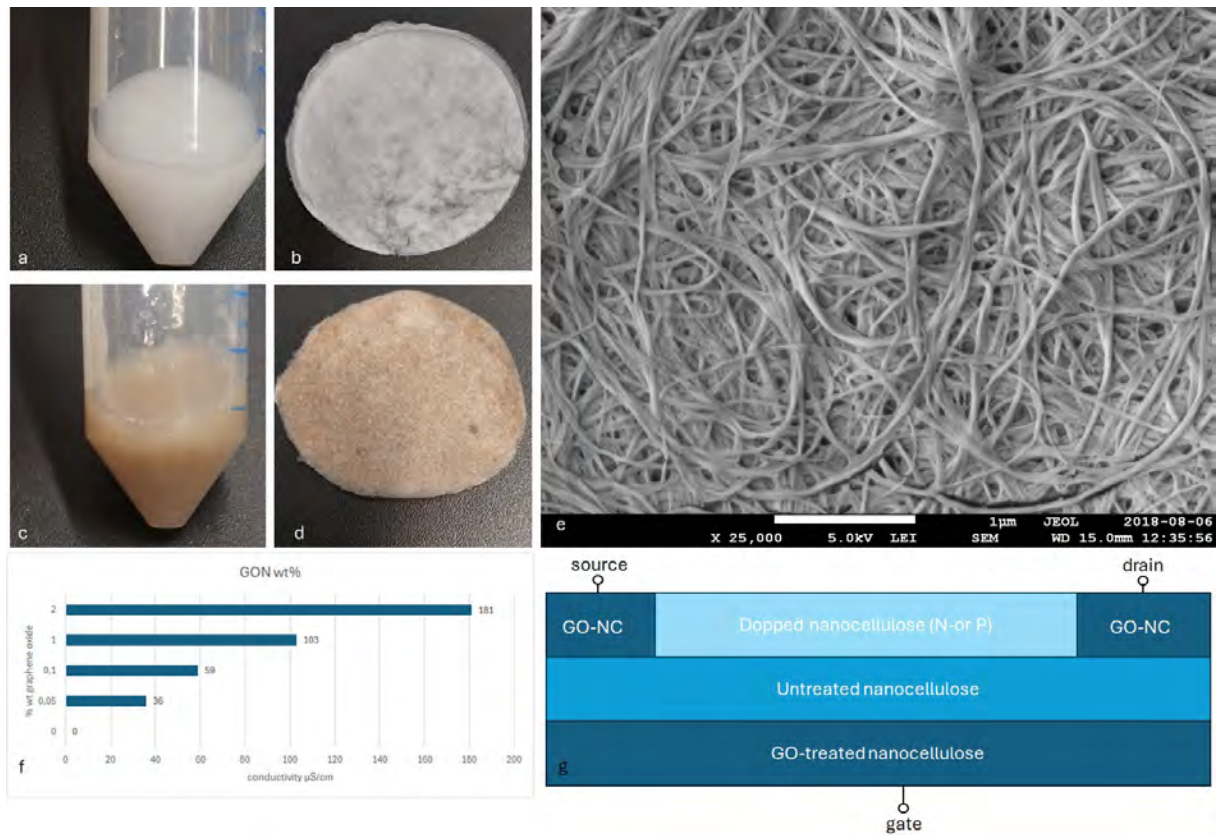 a
b
c
d
e
1µm JEOL 2018-08-06
X 25,000 5.0kV LEI SEM WD 15.0mm 12:35:56
GON wt%
% wt graphene oxide
2
181
1
103
0,1
59
0,05
36
0
0
0 20 40 60 80 100 120 140 160 180 200
conductivity µS/cm
f
source
drain
GO-NC
Dopped nanocellulose (N-or P)
GO-NC
Untreated nanocellulose
GO-treated nanocellulose
g
gate